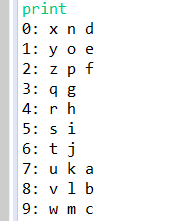 print
0: x n d
1: y o e
2: z p f
3: q g
4: r h
5: s i
6: t j
7: u k a
8: v l b
9: w m c